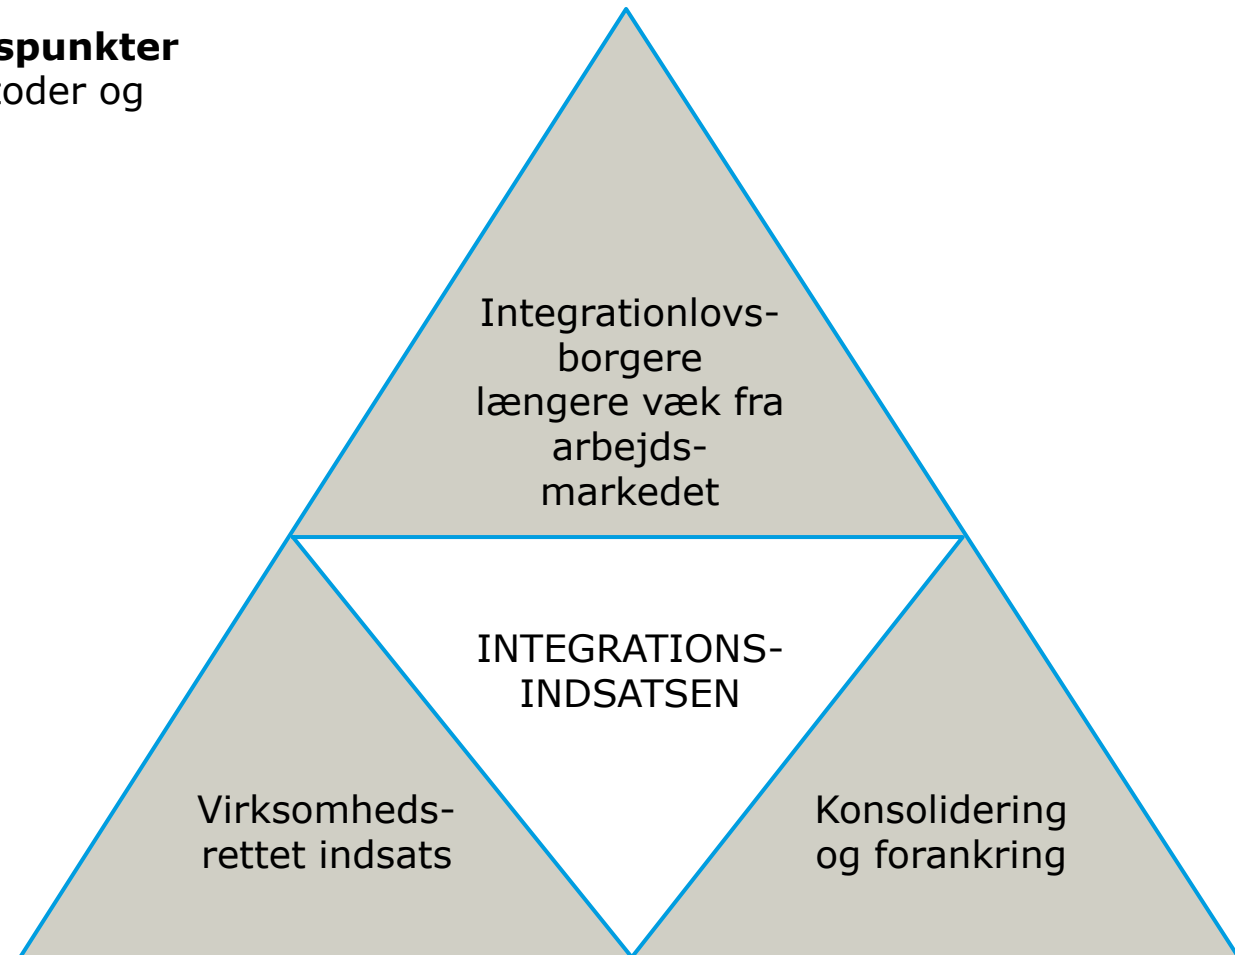 spunkter
oder og
Integrationlovs-
borgere
længere væk fra
arbejds-
markedet
INTEGRATIONS-
INDSATSEN
Virksomheds-
rettet indsats
Konsolidering
og forankring